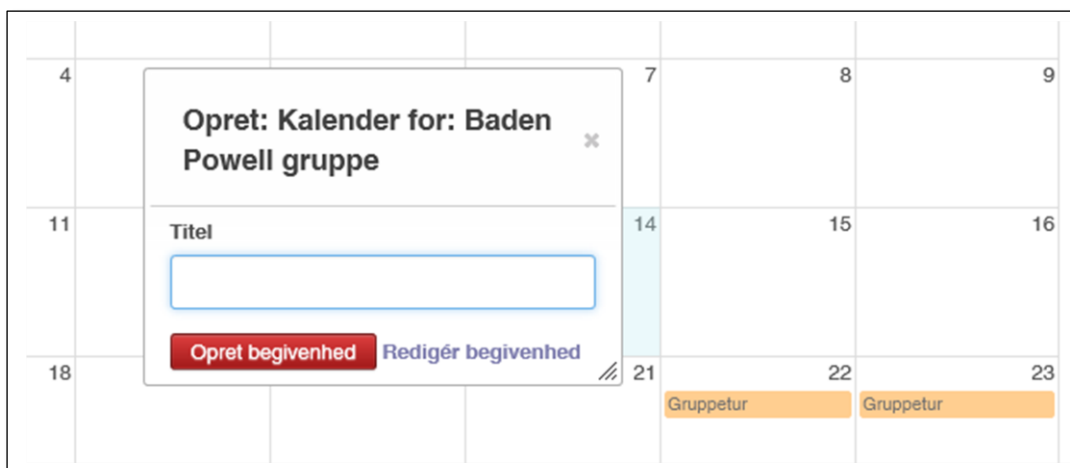 4
7
8
9
Opret: Kalender for: Baden
Powell gruppe
×
11
14
15
16
Titel
Opret begivenhed Redigér begivenhed
18
21
22
23
Gruppetur
Gruppetur